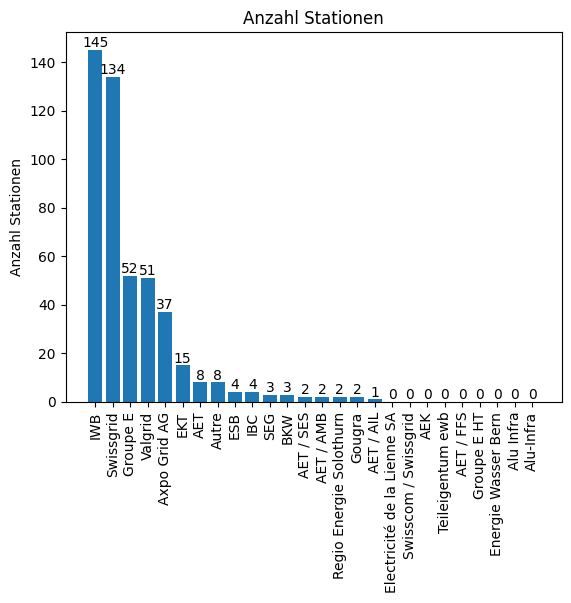 Anzahl Stationen
Anzahl Stationen
140
120
100
80
60
40
20
0
145
134
52
51
37
15
8
8
4
4
3
3
2
2
2
2
1
0
0
0
0
0
0
0
0
0
IWB
Swissgrid
Groupe E
Valgrid
Axpo Grid AG
EKT
AET
Autre
ESB
IBC
SEG
BKW
AET / SES
AET / AMB
Regio Energie Solothurn
Gougra
AET / AIL
Electricité de la Lienne SA
Swisscom / Swissgrid
AEK
Teileigentum ewb
AET / FFS
Groupe E HT
Energie Wasser Bern
Alu Infra
Alu-Infra